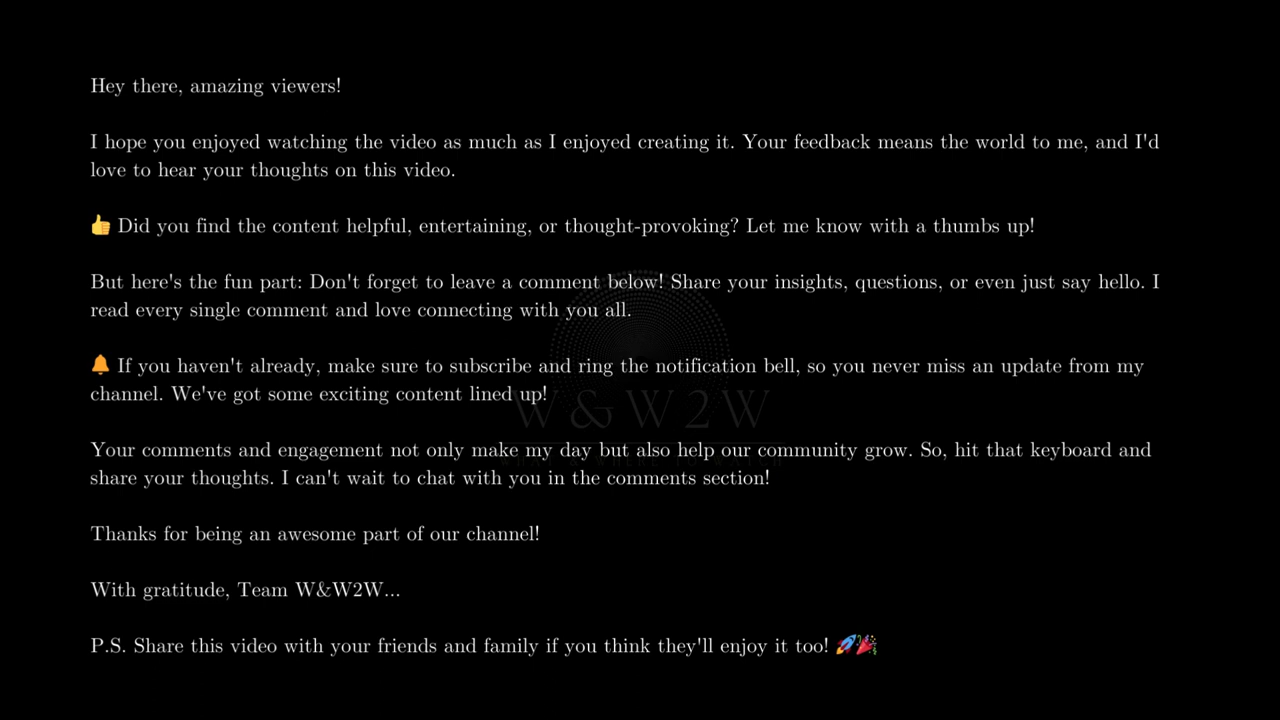 Hey there, amazing viewers!
I hope you enjoyed watching the video as much as I enjoyed creating it. Your feedback means the world to me, and I'd
love to hear your thoughts on this video.
👍 Did you find the content helpful, entertaining, or thought-provoking? Let me know with a thumbs up!
But here's the fun part: Don't forget to leave a comment below! Share your insights, questions, or even just say hello. I
read every single comment and love connecting with you all.
🔔 If you haven't already, make sure to subscribe and ring the notification bell, so you never miss an update from my
channel. We've got some exciting content lined up!
W&W2W
Your comments and engagement not only make my day but also help our community grow. So, hit that keyboard and
share your thoughts. I can't wait to chat with you in the comments section!
Thanks for being an awesome part of our channel!
With gratitude, Team W&W2W...
P.S. Share this video with your friends and family if you think they'll enjoy it too! 🚀🎉